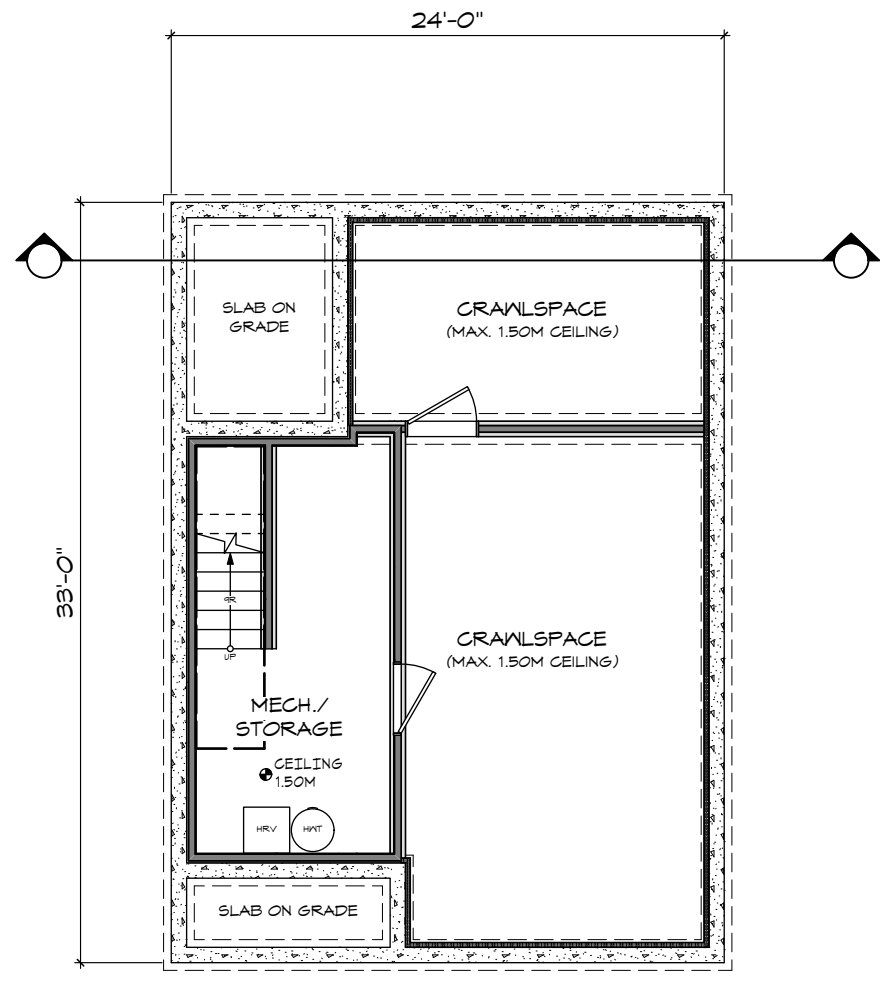 24'-0"
SLAB ON
GRADE
CRAWLSPACE
(MAX. 1.50M CEILING)
33'-0"
9R
UP
CRAWLSPACE
(MAX. 1.50M CEILING)
MECH./
STORAGE
CEILING
1.50M
HRV
HWT
SLAB ON GRADE